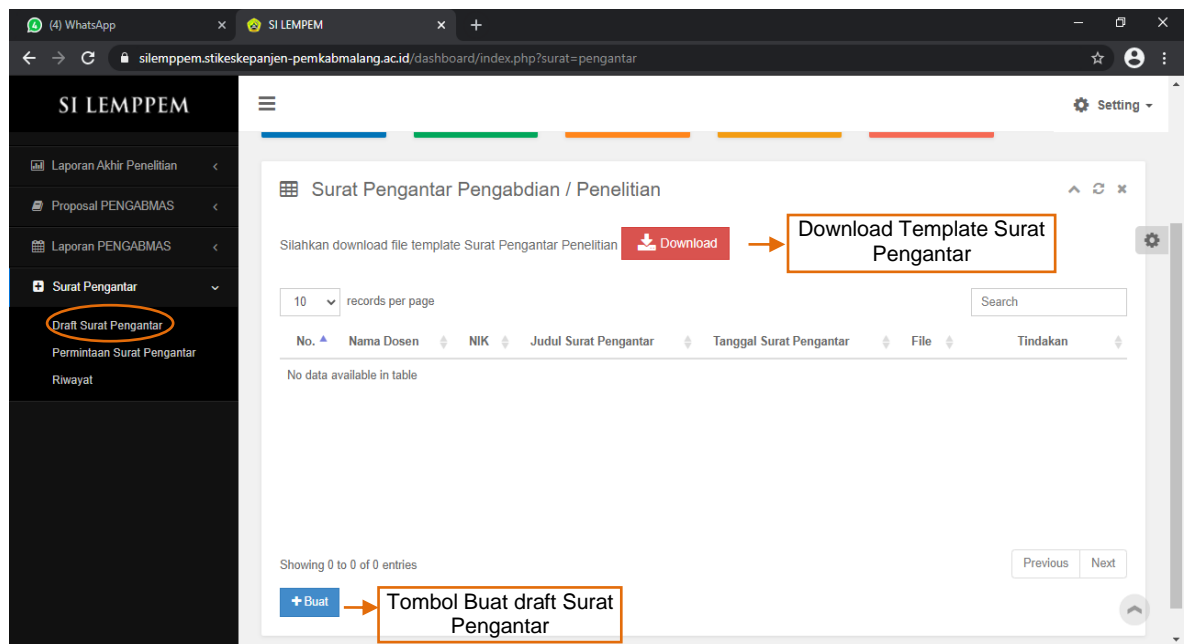 (4) WhatsApp
SI LEMPEM
silemppem.stikeskepanjen-pemkabmalang.ac.id/dashboard/index.php?surat=pengantar
SI LEMPPEM
Setting
Laporan Akhir Penelitian
Proposal PENGABMAS
Laporan PENGABMAS
Surat Pengantar
Draft Surat Pengantar
Permintaan Surat Pengantar
Riwayat
Surat Pengantar Pengabdian / Penelitian
Silahkan download file template Surat Pengantar Penelitian Download
Download Template Surat
Pengantar
10 records per page
Search
No. Nama Dosen NIK Judul Surat Pengantar Tanggal Surat Pengantar File Tindakan
No data available in table
Showing 0 to 0 of 0 entries
Previous Next
+ Buat
Tombol Buat draft Surat
Pengantar